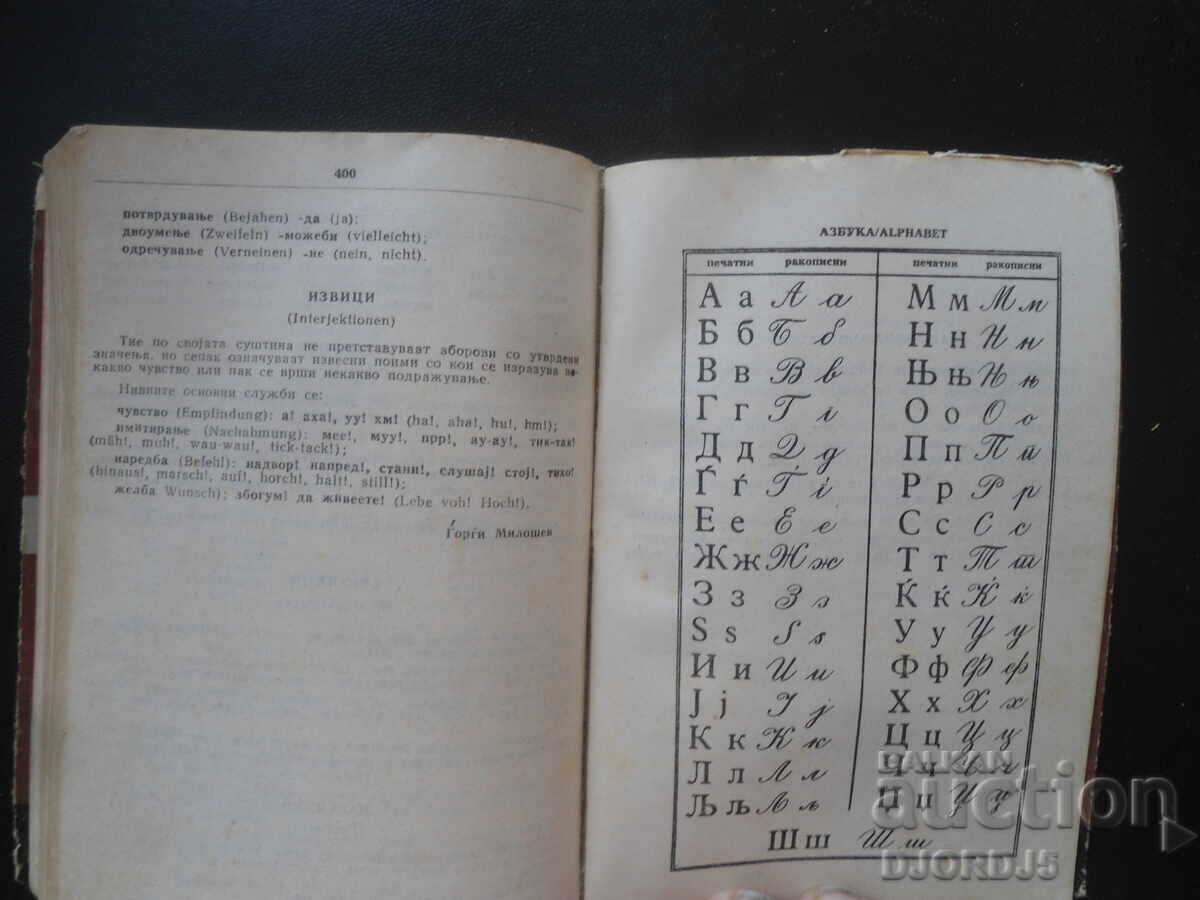 400
потврдување (Bejahen) -да (ja);
двоумење (Zweifeln) -можеби (vielleicht);
одречување (Verneinen) -не (nein, nicht).
ИЗВИЦИ
(Interjektionen)
Тие по својата суштина не претставуваат зборови со утврдени
значења, но сепак означуваат извесни поими со кои се изразува не-
какво чувство или пак се врши некакво подражување.
Нивните основни служби се:
чувство (Empfindung): а! аха!, уу! хм! (ha!, aha!, hu!, hm!);
имитирање (Nachahmung): мее!, муу!, прр!, ау-ау!, тик-так!
(mäh!, muh!, wau-wau!, tick-tack!);
наредба (Befehl): надвор! напред!, стани!, слушај! стој!, тихо!
(hinaus!, marsch!, auf!, horch!, halt!, still!);
желба Wunsch); збогум! да живеете! (Lebe voh! Hoch!).
Ѓорѓи Милошев
АЗБУКА/ALPHABET
печатни ракописни печатни ракописни
А а А а М м М м
Б б Б б Н н Н н
В в В в Њ њ Њ њ
Г г Г г О о О о
Д д Д д П п П п
Ѓ ѓ Ѓ ѓ Р р Р р
Е е Е е С с С с
Ж ж Ж ж Т т Т т
З з З з Ќ ќ Ќ ќ
Ѕ ѕ Ѕ ѕ У у У у
И и И и Ф ф Ф ф
Ј ј Ј ј Х х Х х
К к К к Ц ц Ц ц
Л л Л л Ч ч Ч ч
Љ љ Љ љ Џ џ Џ џ
Ш ш Ш ш
BALKAN
auction
DJORDJ5